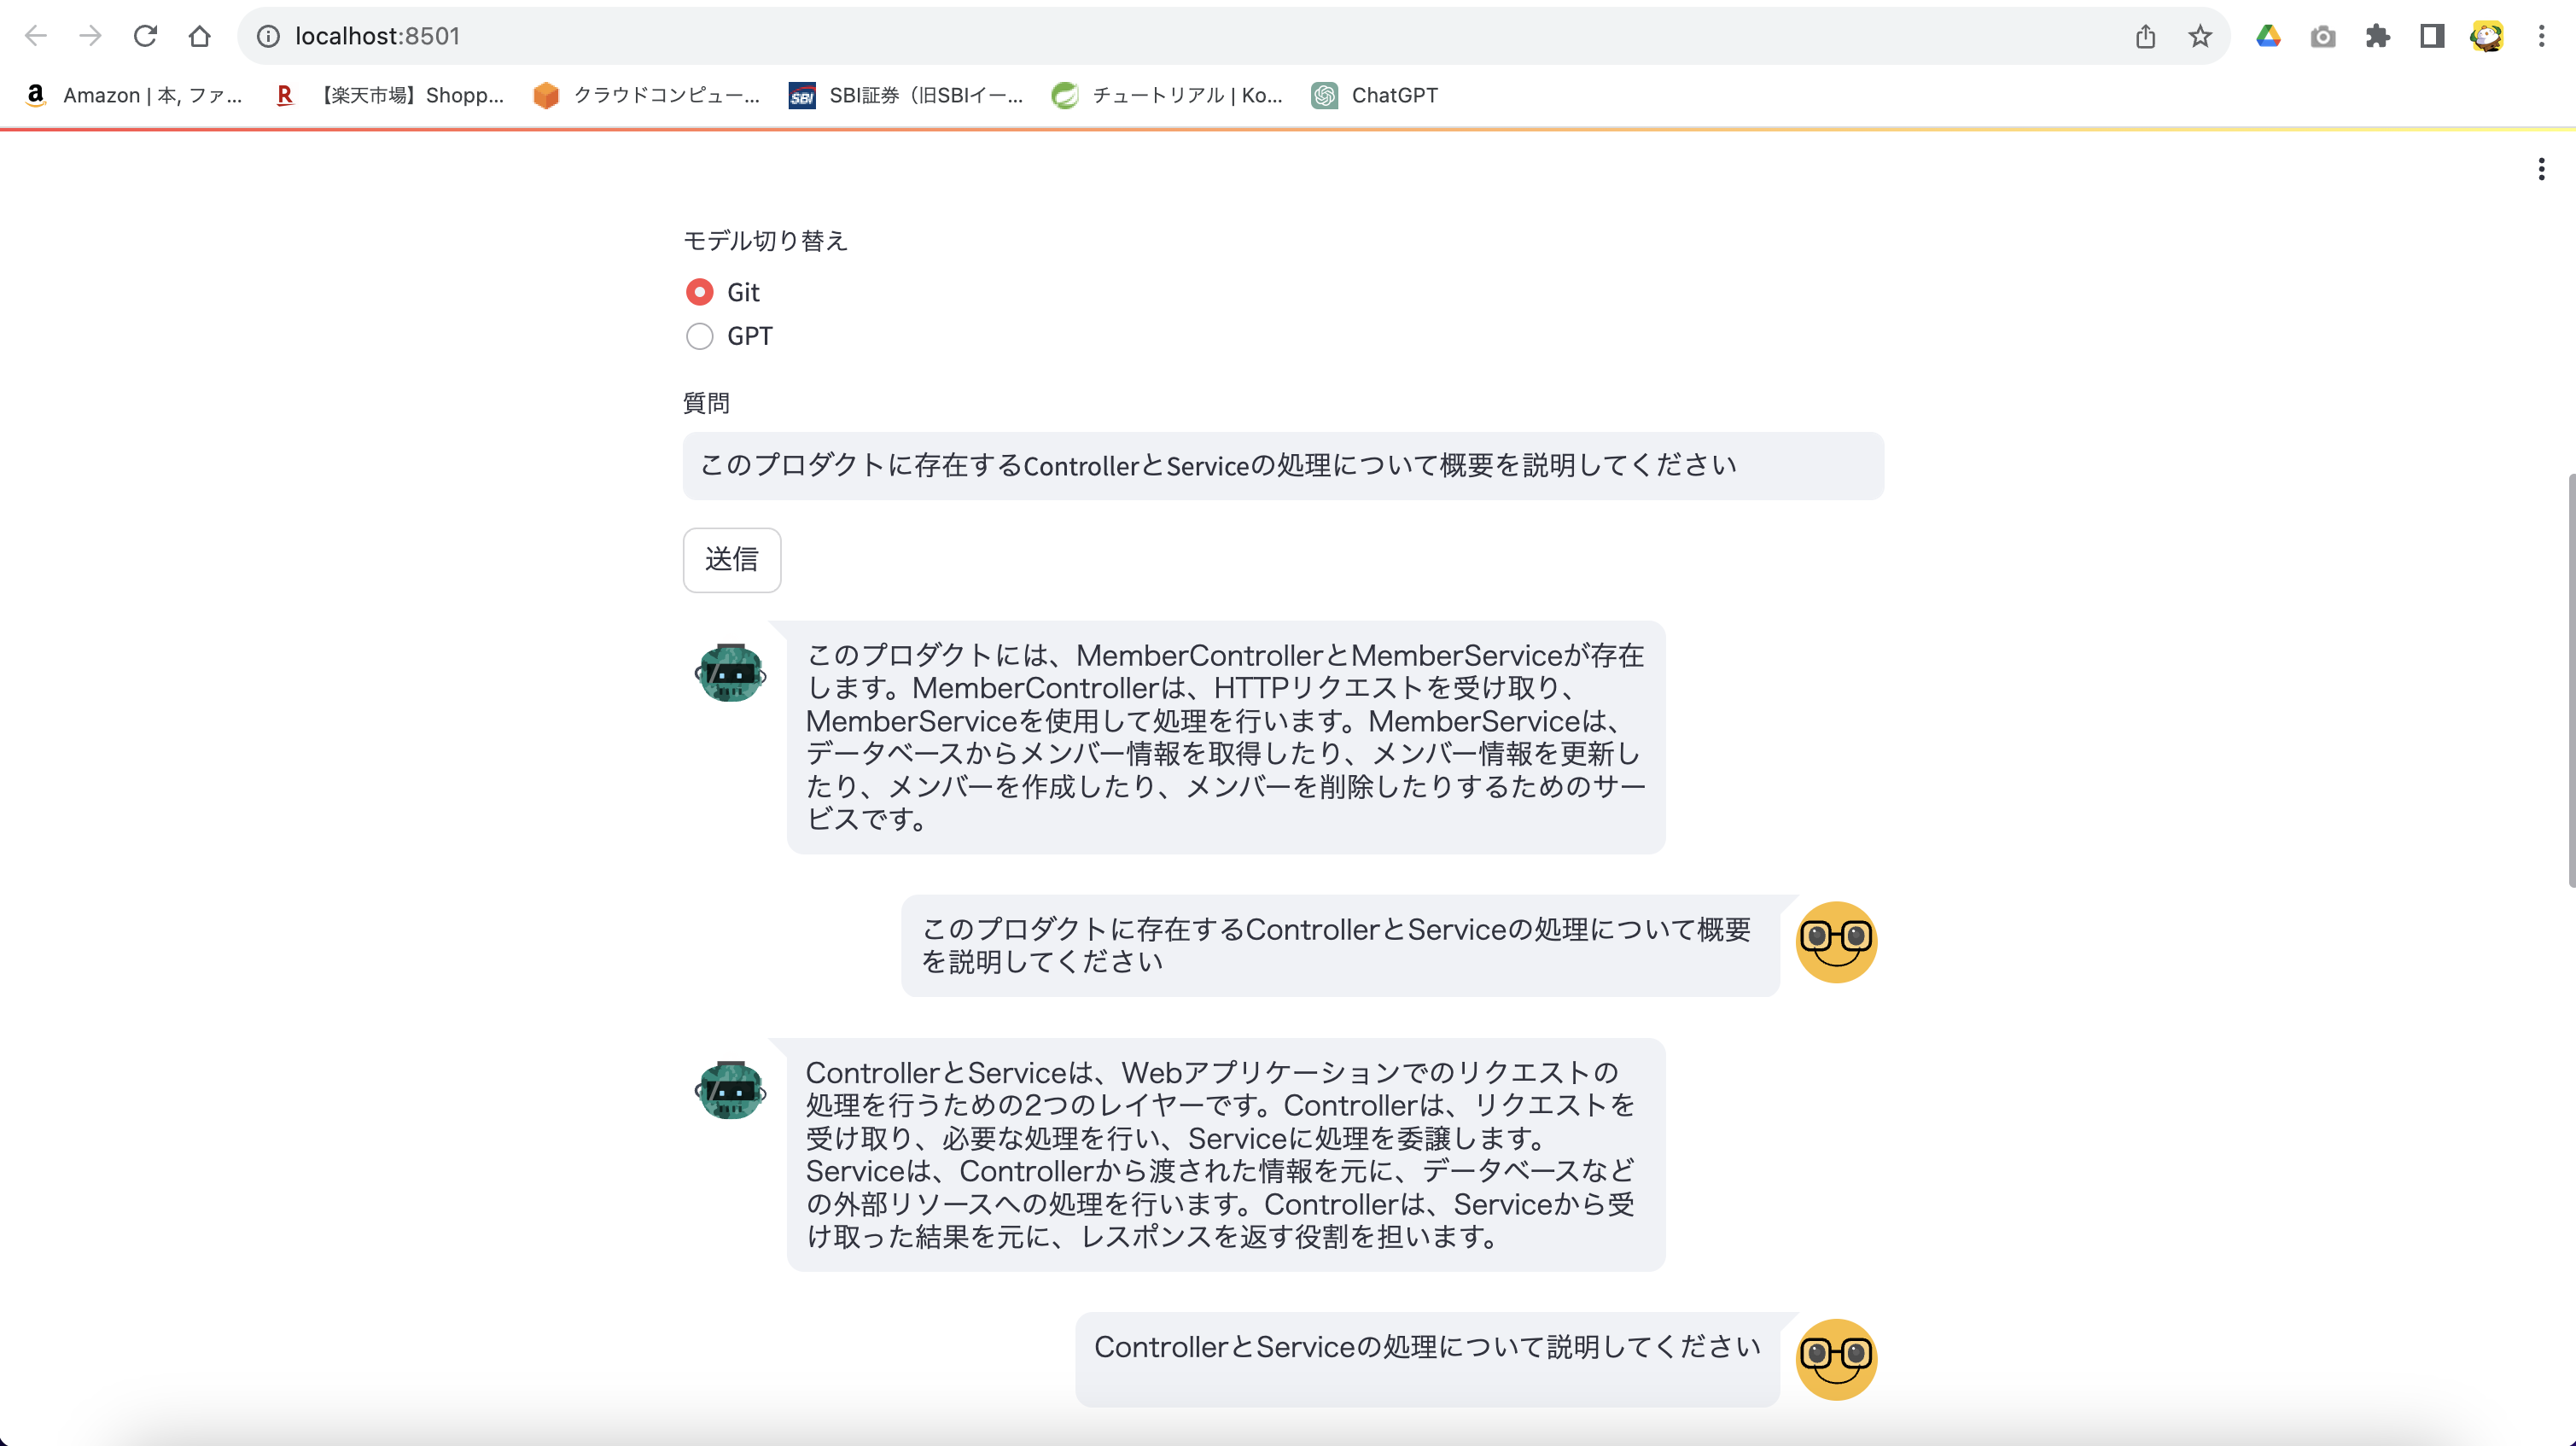 localhost:8501
Amazon | 本, ファ...
【楽天市場】Shopp...
クラウドコンピュー...
SBI
SBI証券（旧SBIイー...
チュートリアル | Ko...
ChatGPT
モデル切り替え
Git
GPT
質問
このプロダクトに存在するControllerとServiceの処理について概要を説明してください
送信
このプロダクトには、MemberControllerとMemberServiceが存在
します。MemberControllerは、HTTPリクエストを受け取り、
MemberServiceを使用して処理を行います。MemberServiceは、
データベースからメンバー情報を取得したり、メンバー情報を更新し
たり、メンバーを作成したり、メンバーを削除したりするためのサー
ビスです。
このプロダクトに存在するControllerとServiceの処理について概要
を説明してください
ControllerとServiceは、Webアプリケーションでのリクエストの
処理を行うための2つのレイヤーです。Controllerは、リクエストを
受け取り、必要な処理を行い、Serviceに処理を委譲します。
Serviceは、Controllerから渡された情報を元に、データベースなど
の外部リソースへの処理を行います。Controllerは、Serviceから受
け取った結果を元に、レスポンスを返す役割を担います。
ControllerとServiceの処理について説明してください